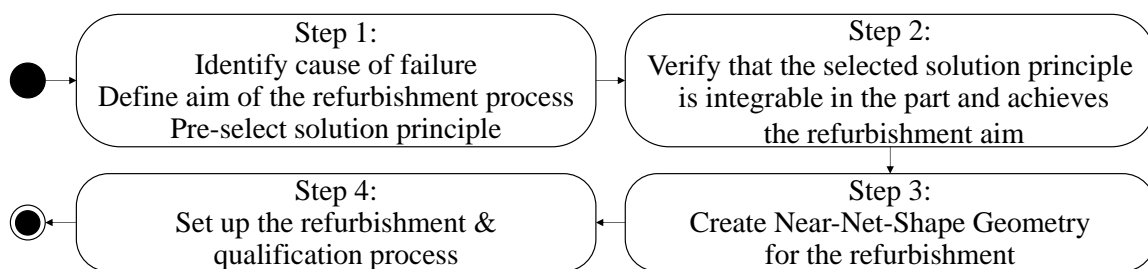 Step 1:
Identify cause of failure
Define aim of the refurbishment process
Pre-select solution principle
Step 2:
Verify that the selected solution principle
is integrable in the part and achieves
the refurbishment aim
Step 3:
Create Near-Net-Shape Geometry
for the refurbishment
Step 4:
Set up the refurbishment &
qualification process